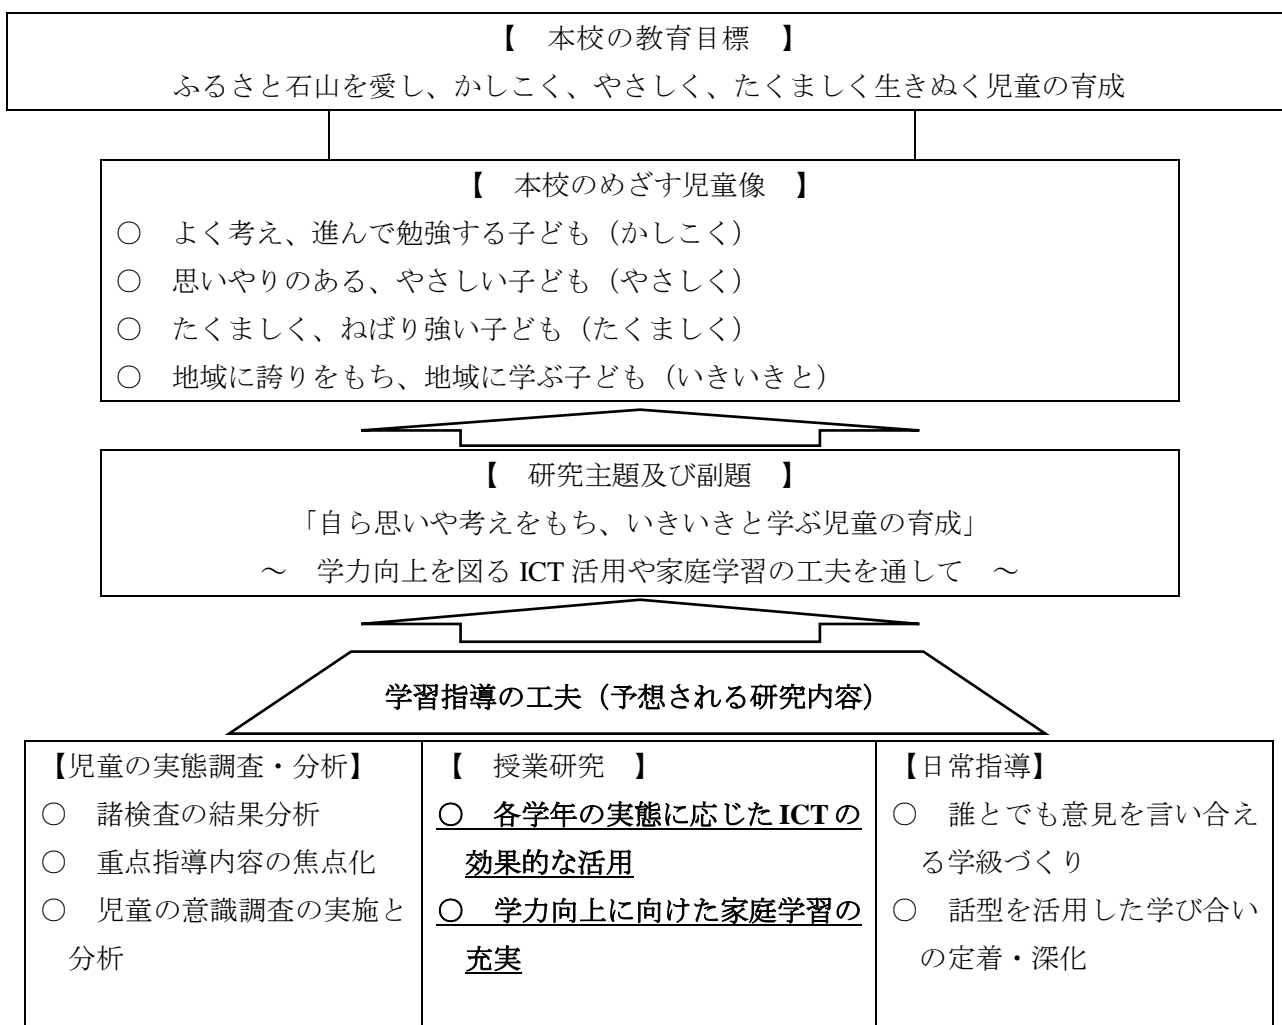 【　本校の教育目標　】
ふるさと石山を愛し、かしこく、やさしく、たくましく生きぬく児童の育成
【　本校のめざす児童像　】
○　よく考え、進んで勉強する子ども（かしこく）
○　思いやりのある、やさしい子ども（やさしく）
○　たくましく、ねばり強い子ども（たくましく）
○　地域に誇りをもち、地域に学ぶ子ども（いきいきと）
【　研究主題及び副題　】
「自ら思いや考えをもち、いきいきと学ぶ児童の育成」
～　学力向上を図る ICT 活用や家庭学習の工夫を通して　～
学習指導の工夫（予想される研究内容）
【児童の実態調査・分析】
○　諸検査の結果分析
○　重点指導内容の焦点化
○　児童の意識調査の実施と
分析
【　授業研究　】
○　各学年の実態に応じた ICT の
効果的な活用
○　学力向上に向けた家庭学習の
充実
【日常指導】
○　誰とでも意見を言い合え
る学級づくり
○　話型を活用した学び合い
の定着・深化